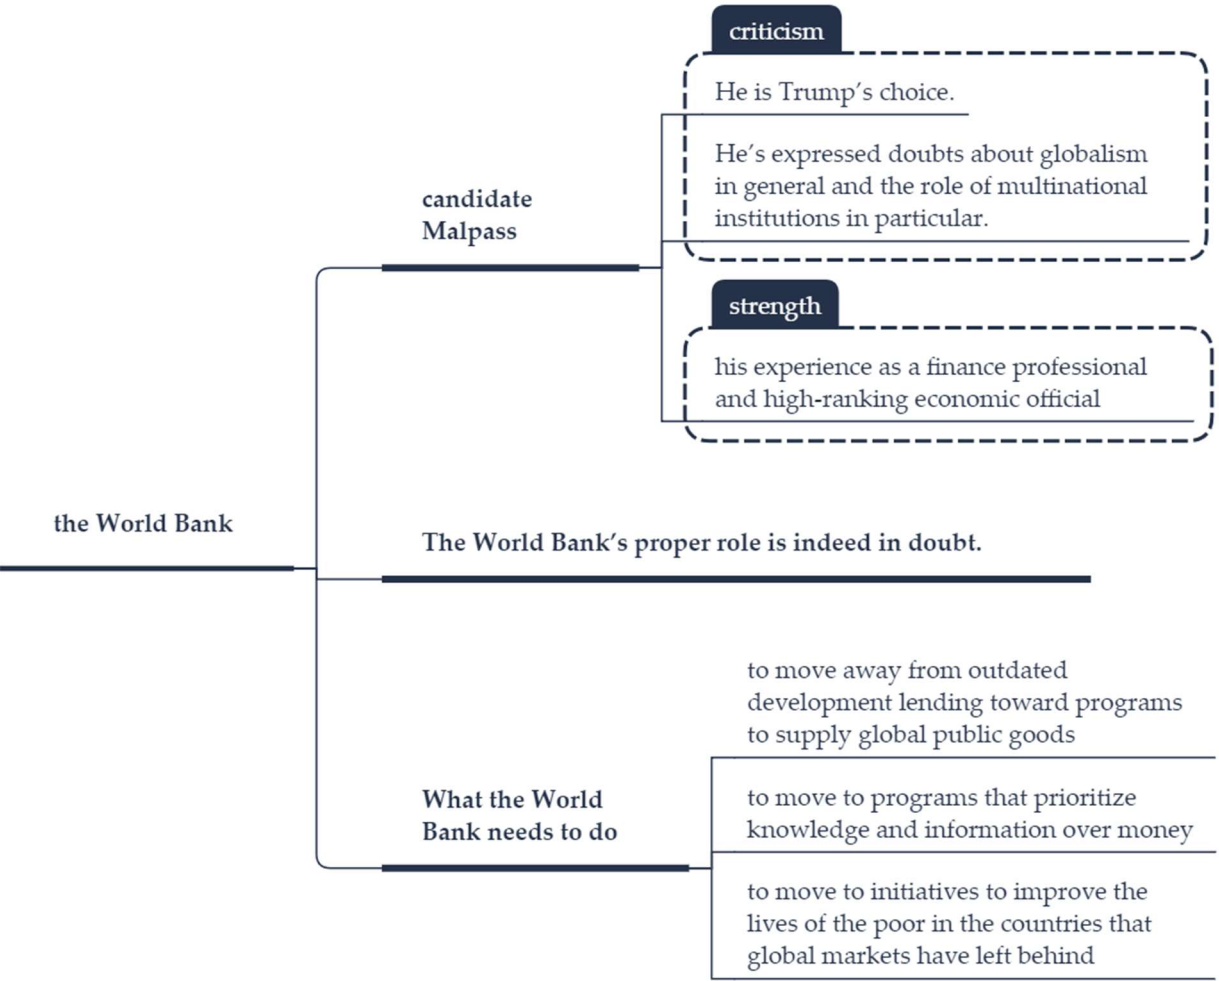 the World Bank
candidate
Malpass
criticism
He is Trump’s choice.
He’s expressed doubts about globalism
in general and the role of multinational
institutions in particular.
strength
his experience as a finance professional
and high-ranking economic official
The World Bank’s proper role is indeed in doubt.
What the World
Bank needs to do
to move away from outdated
development lending toward programs
to supply global public goods
to move to programs that prioritize
knowledge and information over money
to move to initiatives to improve the
lives of the poor in the countries that
global markets have left behind